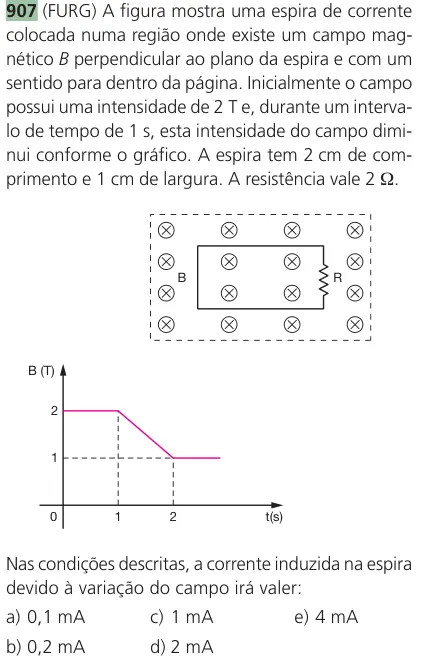 907 (FURG) A figura mostra uma espira de corrente
colocada numa região onde existe um campo mag-
nético B perpendicular ao plano da espira e com um
sentido para dentro da página. Inicialmente o campo
possui uma intensidade de 2 T e, durante um interva-
lo de tempo de 1 s, esta intensidade do campo dimi-
nui conforme o gráfico. A espira tem 2 cm de com-
primento e 1 cm de largura. A resistência vale 2 Ω.
B R
B (T)
2
1
0 1 2 t(s)
Nas condições descritas, a corrente induzida na espira
devido à variação do campo irá valer:
a) 0,1 mA c) 1 mA e) 4 mA
b) 0,2 mA d) 2 mA